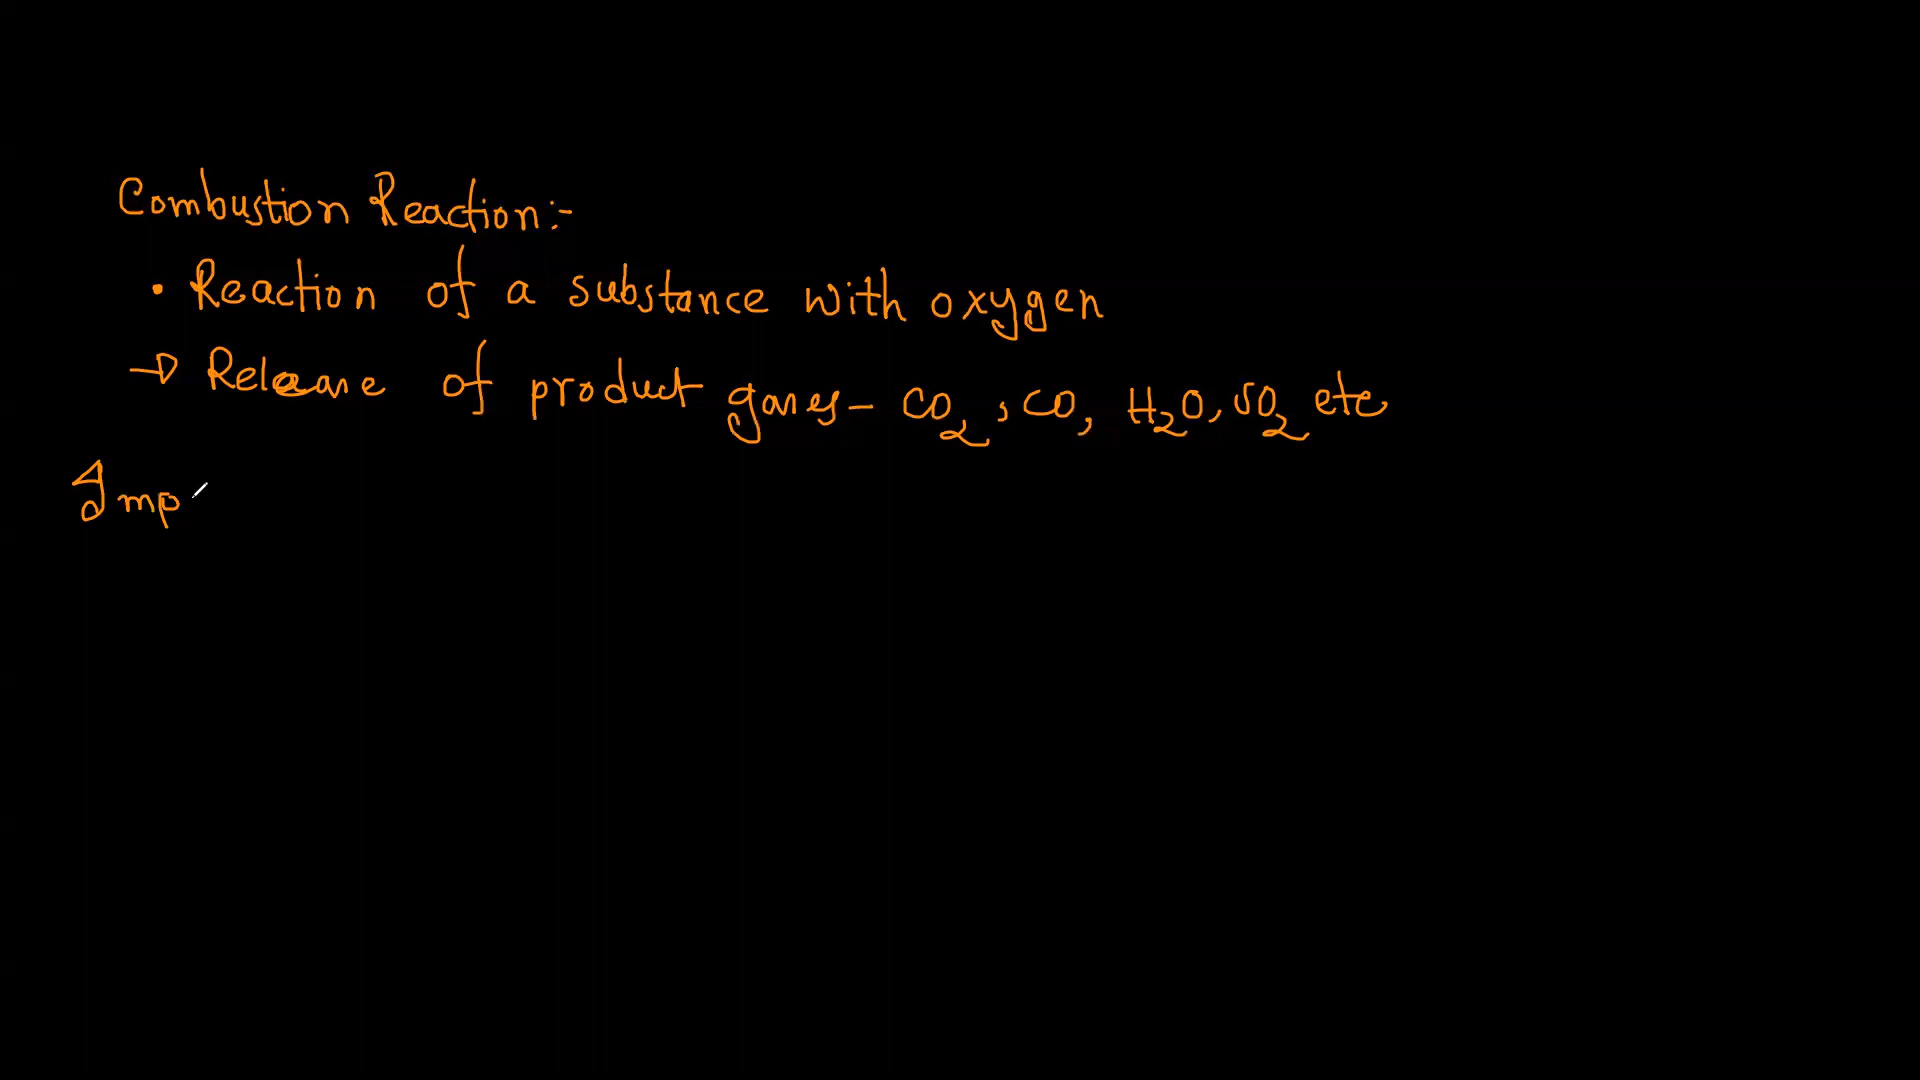 Combustion Reaction:-
• Reaction of a substance with oxygen
→ Release of product gases - CO₂, CO, H₂O, SO₂ etc
Imp